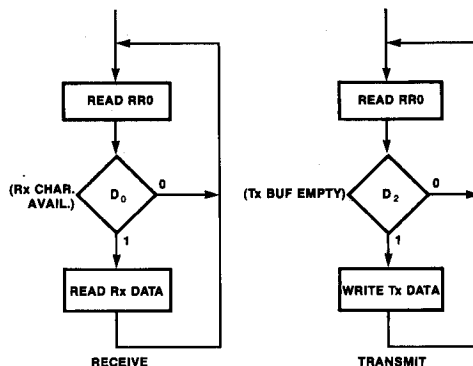 READ RR0
(Rx CHAR.
AVAIL.)
D0
0
1
READ Rx DATA
RECEIVE
READ RR0
(Tx BUF EMPTY)
D2
0
1
WRITE Tx DATA
TRANSMIT